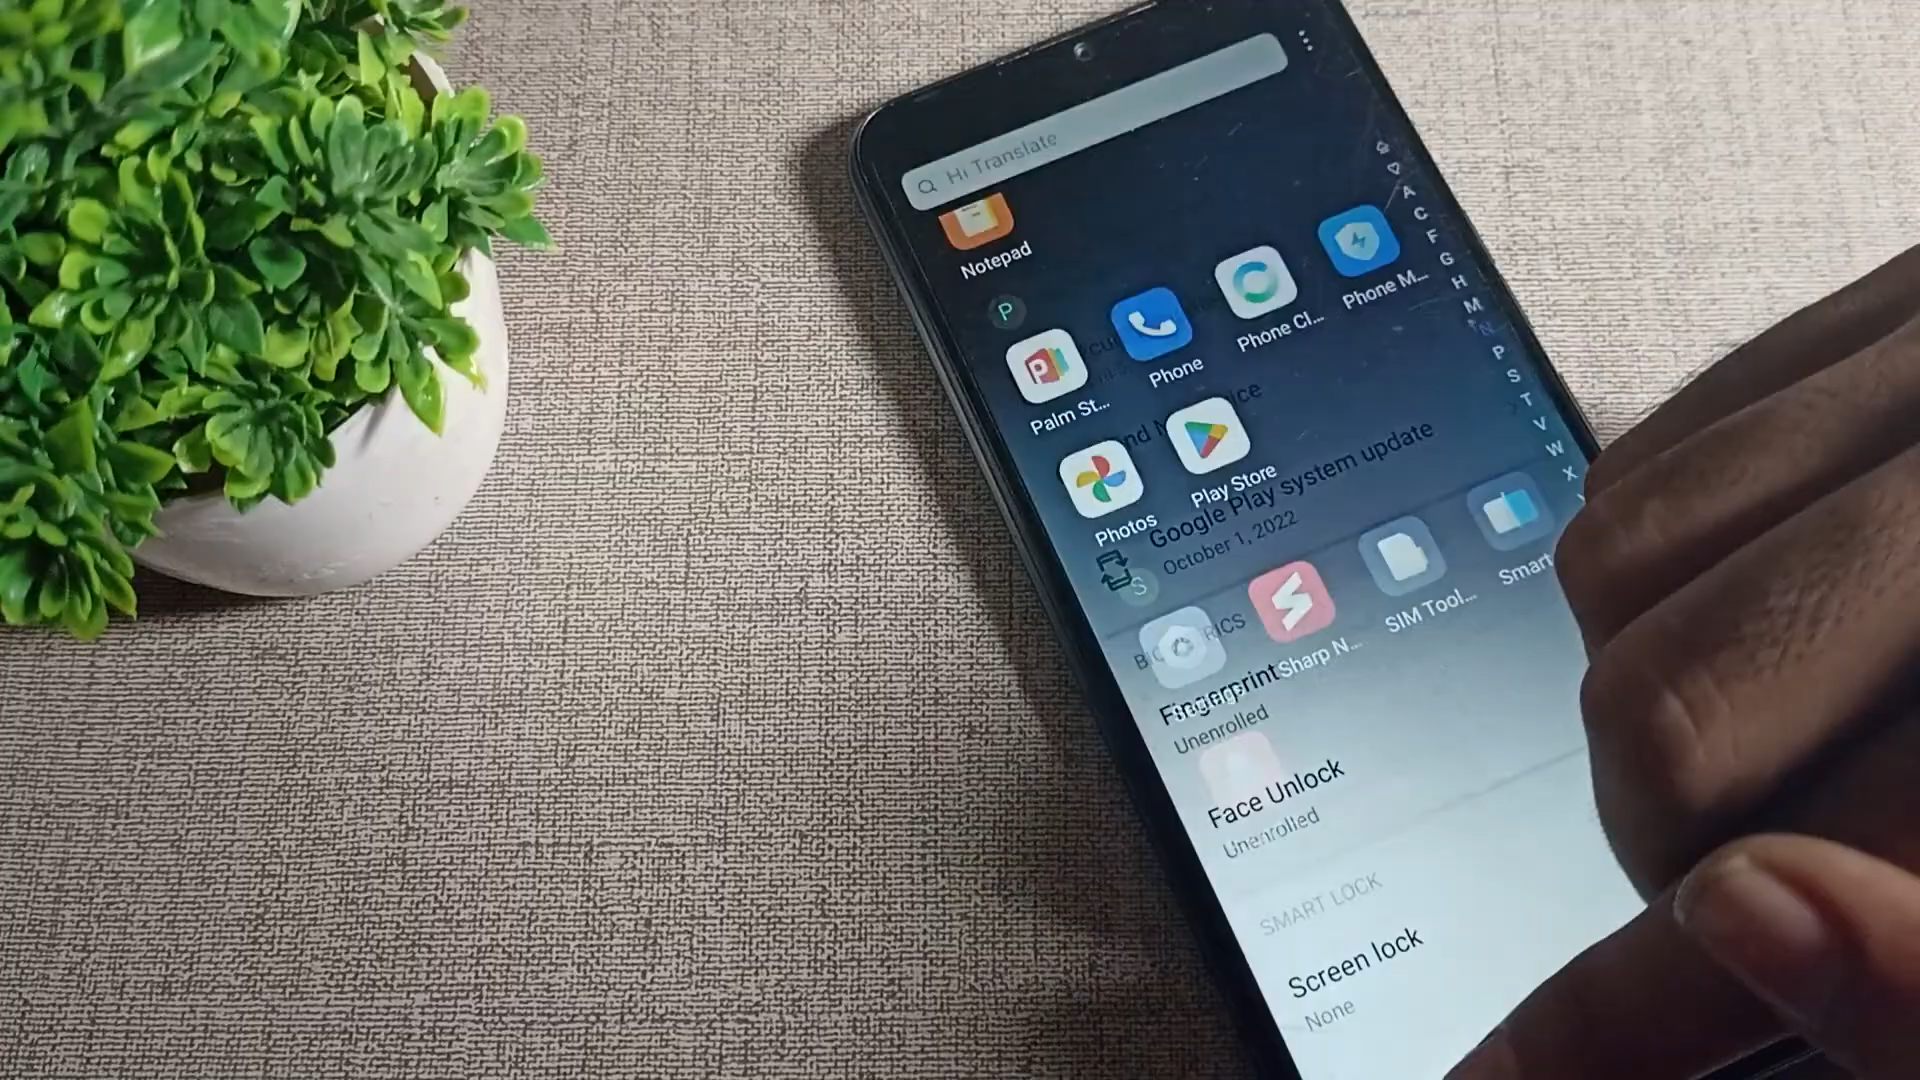 Hi Translate
Notepad
P
Palm St...
Phone
Phone Cl...
Phone M...
Photos
Play Store
Google Play system update
October 1, 2022
S
Sharp N...
SIM Tool...
Smart
Fingerprint
Unenrolled
Face Unlock
Unenrolled
SMART LOCK
Screen lock
None
A
C
F
G
H
M
N
P
S
T
V
W
X